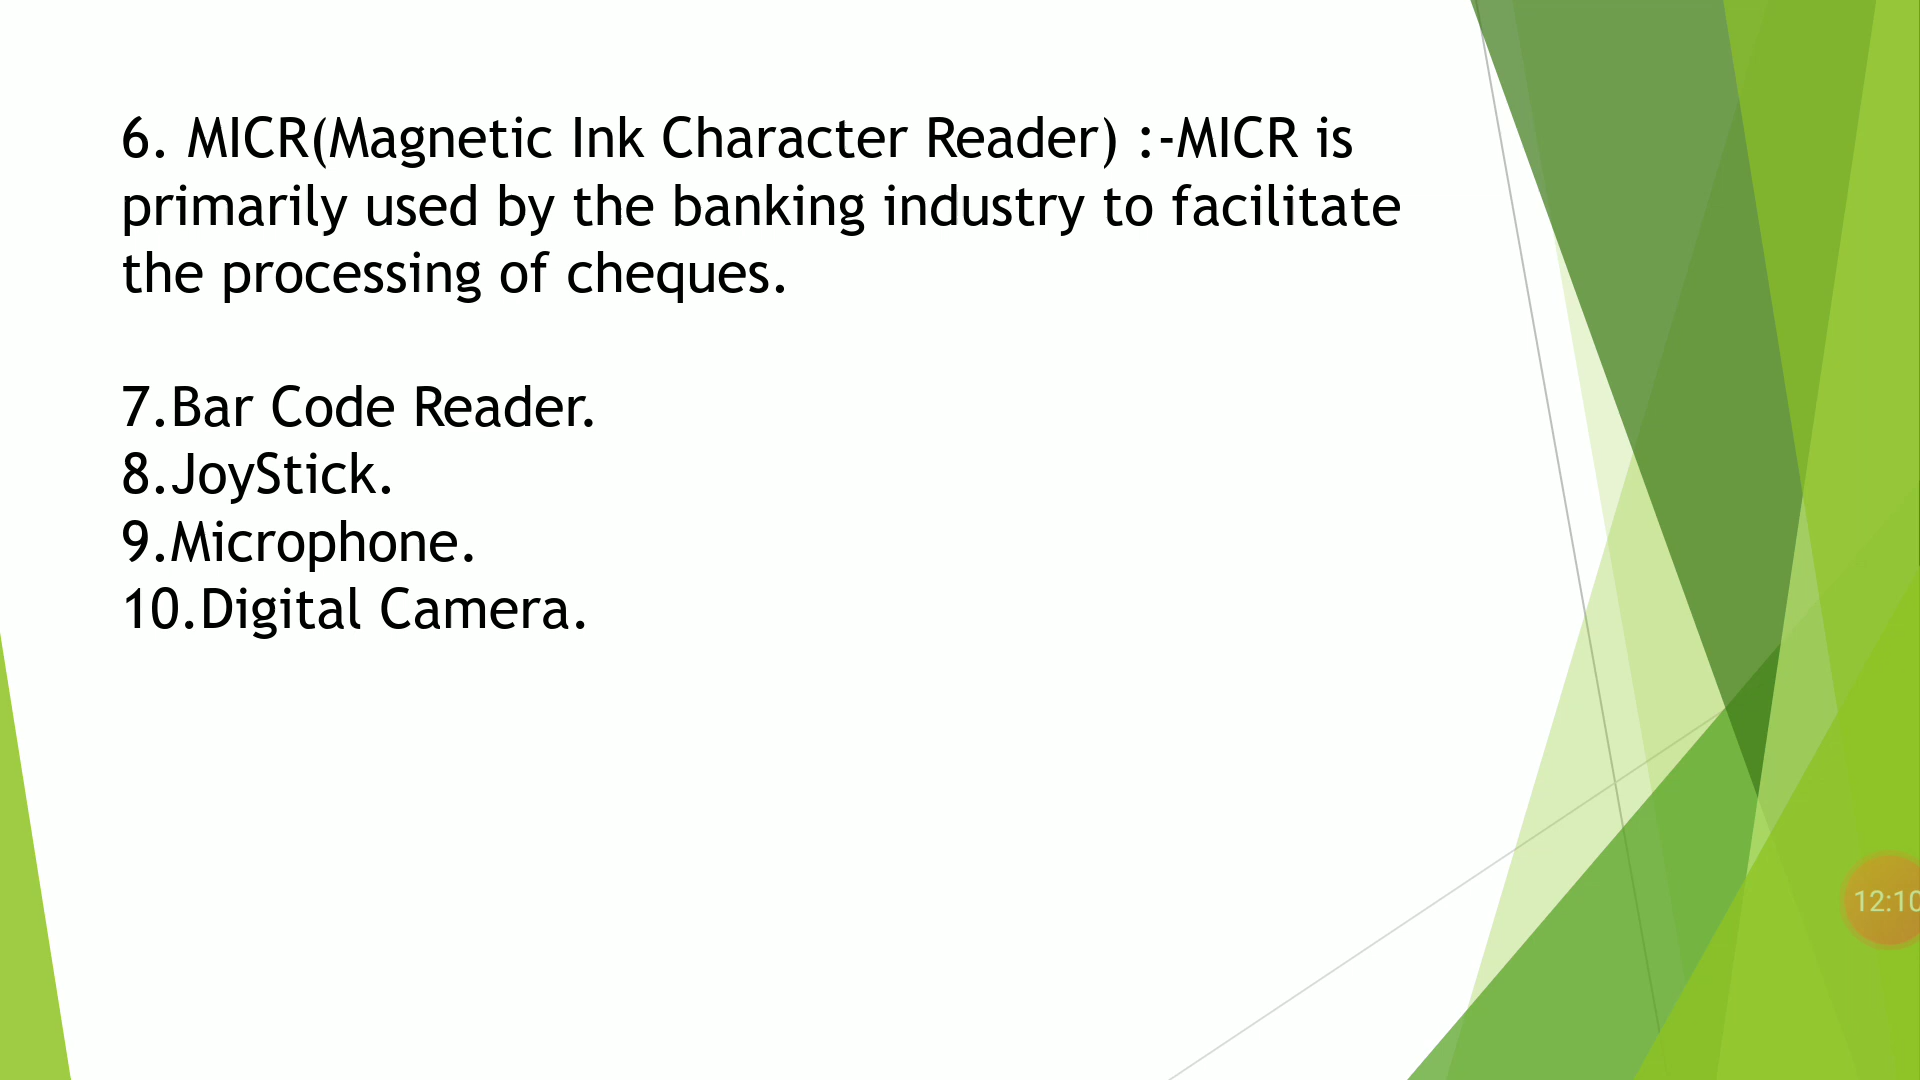 6. MICR(Magnetic Ink Character Reader) :-MICR is
primarily used by the banking industry to facilitate
the processing of cheques.
7.Bar Code Reader.
8.JoyStick.
9.Microphone.
10.Digital Camera.
12:10